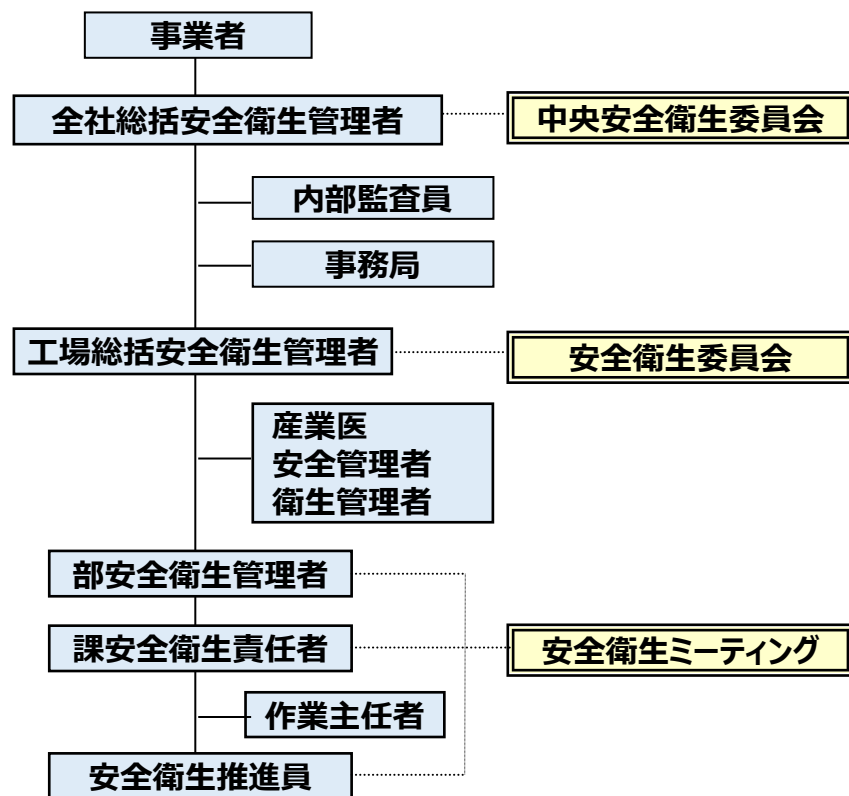 事業者
全社総括安全衛生管理者
中央安全衛生委員会
内部監査員
事務局
工場総括安全衛生管理者
安全衛生委員会
産業医
安全管理者
衛生管理者
部安全衛生管理者
課安全衛生責任者
安全衛生ミーティング
作業主任者
安全衛生推進員